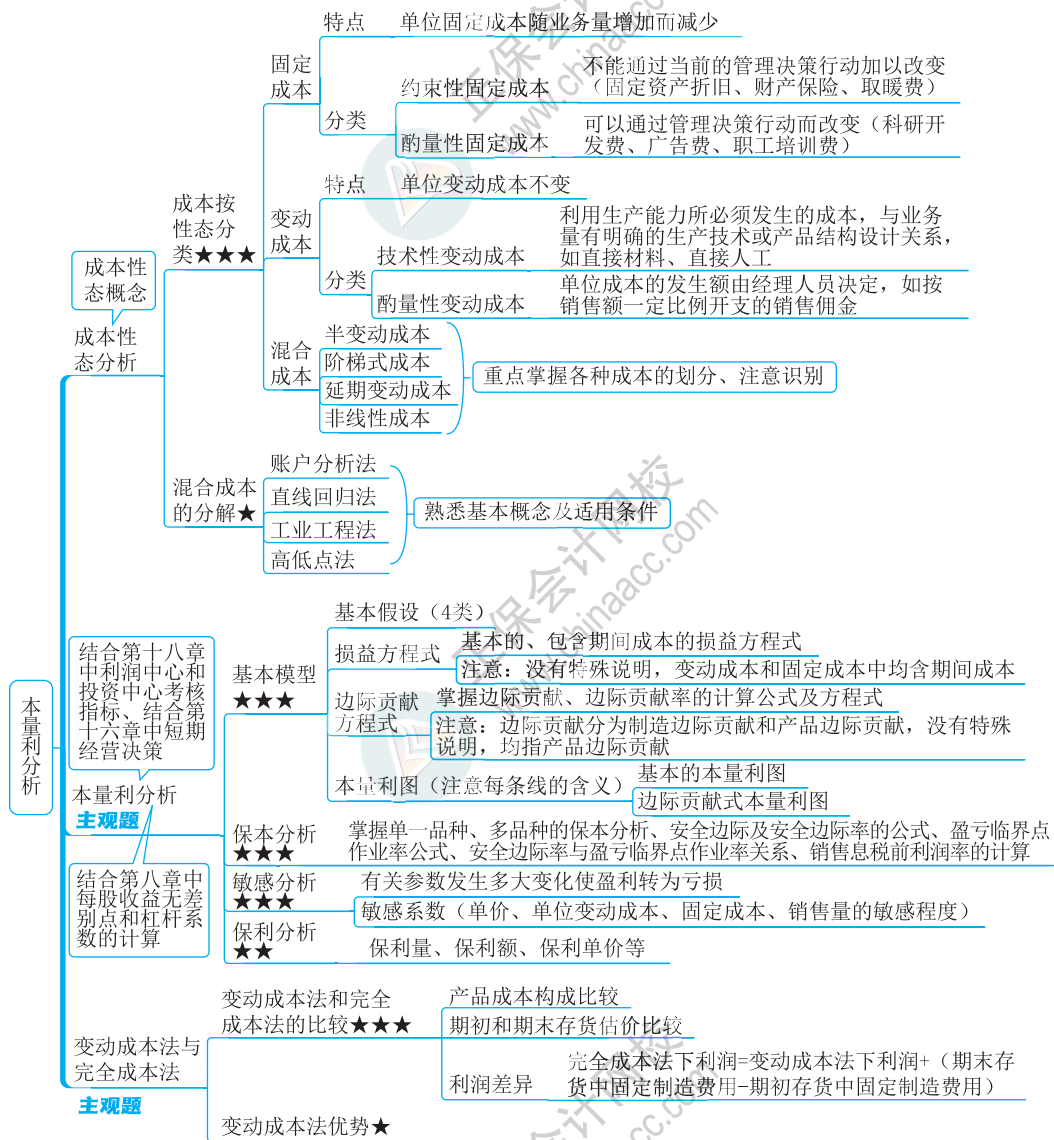 本量利分析
成本性
态概念
成本性
态分析
成本按
性态分
类★★★
固定
成本
特点
单位固定成本随业务量增加而减少
分类
约束性固定成本
不能通过当前的管理决策行动加以改变
（固定资产折旧、财产保险、取暖费）
酌量性固定成本
可以通过管理决策行动而改变（科研开
发费、广告费、职工培训费）
变动
成本
特点
单位变动成本不变
分类
技术性变动成本
利用生产能力所必须发生的成本，与业务
量有明确的生产技术或产品结构设计关系，
如直接材料、直接人工
酌量性变动成本
单位成本的发生额由经理人员决定，如按
销售额一定比例开支的销售佣金
混合
成本
半变动成本
阶梯式成本
延期变动成本
非线性成本
重点掌握各种成本的划分、注意识别
混合成本
的分解★
账户分析法
直线回归法
工业工程法
高低点法
熟悉基本概念及适用条件
结合第十八章
中利润中心和
投资中心考核
指标、结合第
十六章中短期
经营决策
本量利分析
主观题
结合第八章中
每股收益无差
别点和杠杆系
数的计算
基本模型
★★★
基本假设（4类）
损益方程式
基本的、包含期间成本的损益方程式
注意：没有特殊说明，变动成本和固定成本中均含期间成本
边际贡献
方程式
掌握边际贡献、边际贡献率的计算公式及方程式
注意：边际贡献分为制造边际贡献和产品边际贡献，没有特殊
说明，均指产品边际贡献
本量利图（注意每条线的含义）
基本的本量利图
边际贡献式本量利图
保本分析
★★★
掌握单一品种、多品种的保本分析、安全边际及安全边际率的公式、盈亏临界点
作业率公式、安全边际率与盈亏临界点作业率关系、销售息税前利润率的计算
敏感分析
★★★
有关参数发生多大变化使盈利转为亏损
敏感系数（单价、单位变动成本、固定成本、销售量的敏感程度）
保利分析
★★
保利量、保利额、保利单价等
变动成本法与
完全成本法
主观题
变动成本法和完全
成本法的比较★★★
产品成本构成比较
期初和期末存货估价比较
利润差异
完全成本法下利润=变动成本法下利润+（期末存
货中固定制造费用-期初存货中固定制造费用）
变动成本法优势★
正保会计网校
www.chinaacc.com